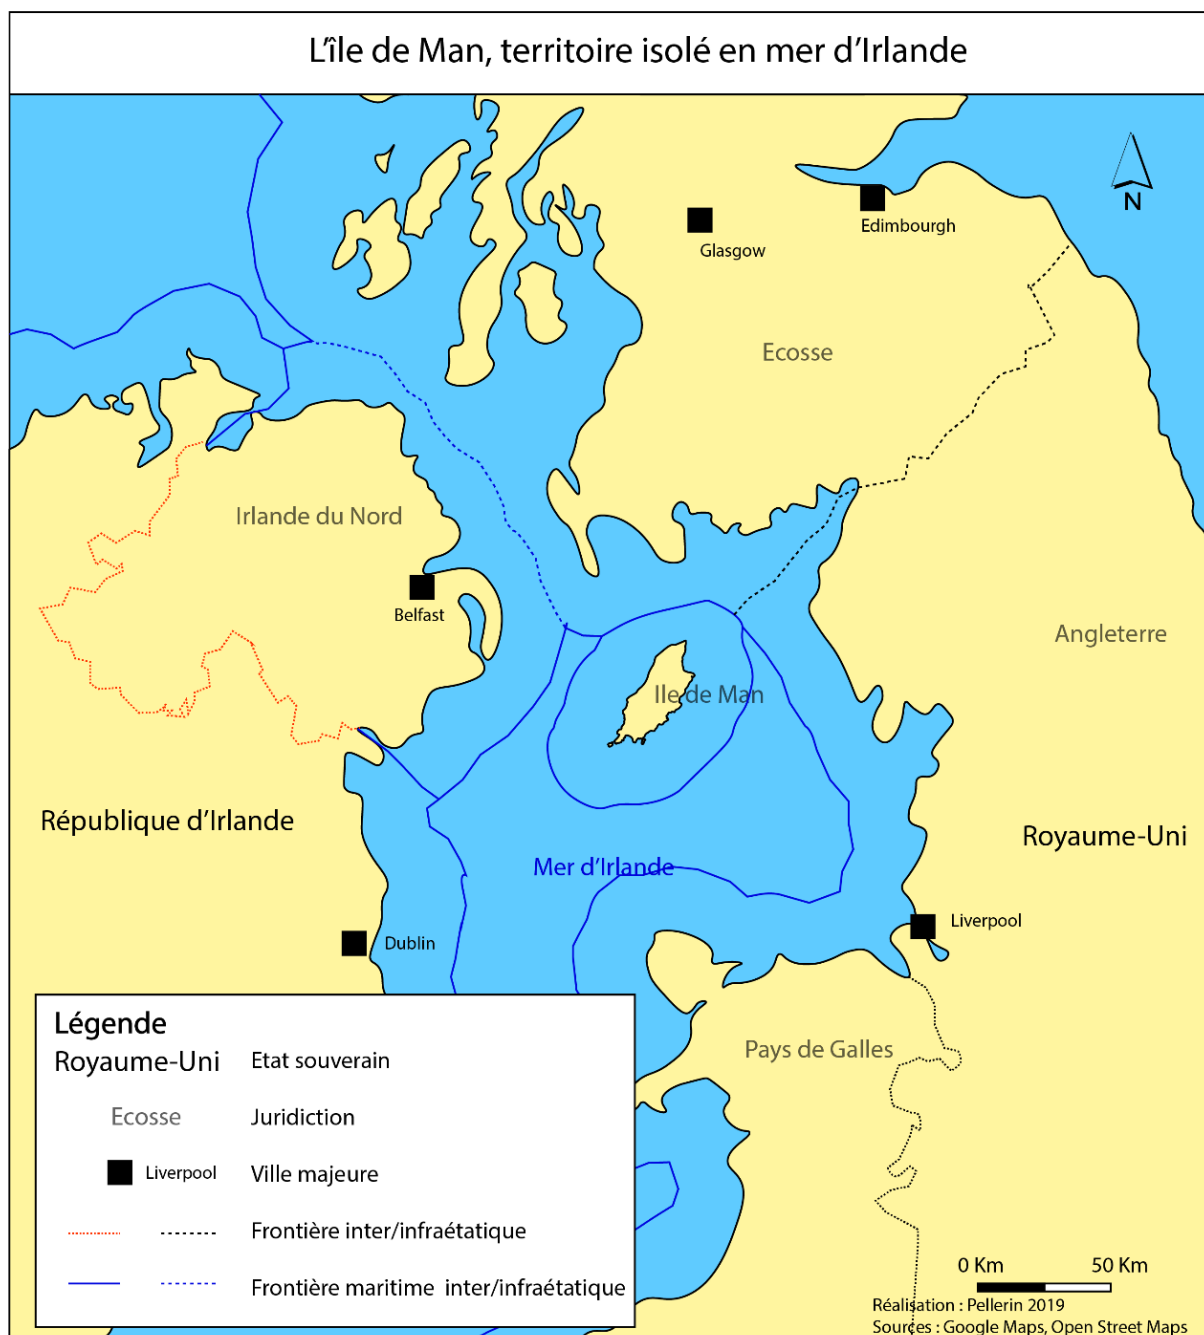 L'île de Man, territoire isolé en mer d'Irlande
N
Edimbourgh
Glasgow
Ecosse
Irlande du Nord
Belfast
Angleterre
Ile de Man
République d'Irlande
Royaume-Uni
Mer d'Irlande
Liverpool
Dublin
Pays de Galles
Légende
Royaume-Uni Etat souverain
Ecosse Juridiction
Liverpool Ville majeure
Frontière inter/infraétatique
Frontière maritime inter/infraétatique
0 Km 50 Km
Réalisation : Pellerin 2019
Sources : Google Maps, Open Street Maps